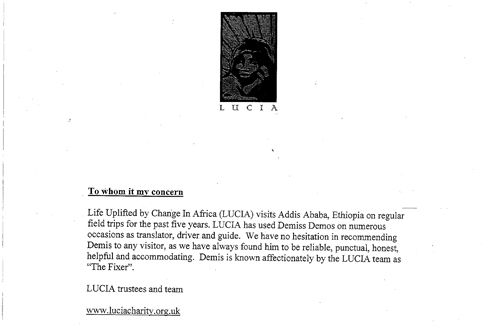 LUCIA
To whom it my concern
Life Uplifted by Change In Africa (LUCIA) visits Addis Ababa, Ethiopia on regular
field trips for the past five years. LUCIA has used Demiss Demos on numerous
occasions as translator, driver and guide. We have no hesitation in recommending
Demis to any visitor, as we have always found him to be reliable, punctual, honest,
helpful and accommodating. Demis is known affectionately by the LUCIA team as
“The Fixer”.
LUCIA trustees and team
www.luciacharity.org.uk